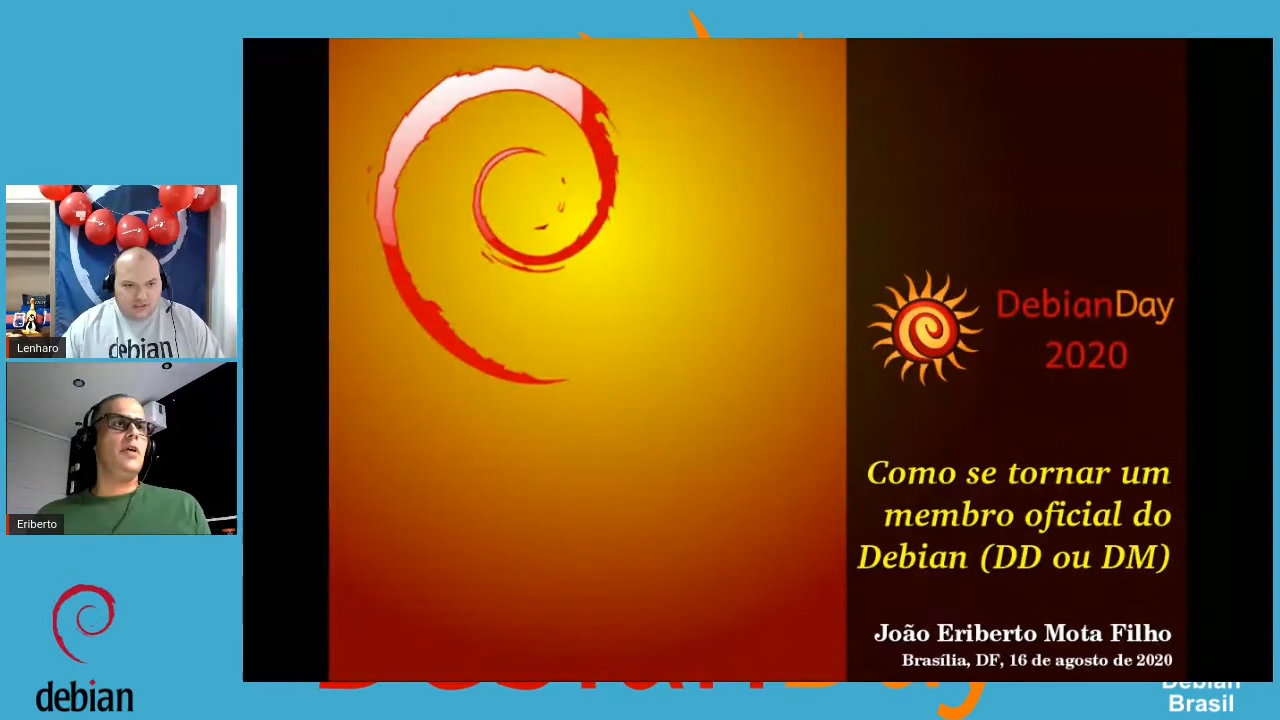 DebianDay
2020
Como se tornar um
membro oficial do
Debian (DD ou DM)
João Eriberto Mota Filho
Brasília, DF, 16 de agosto de 2020
debian
Lenharo
Eriberto
debian
Debian
Brasil